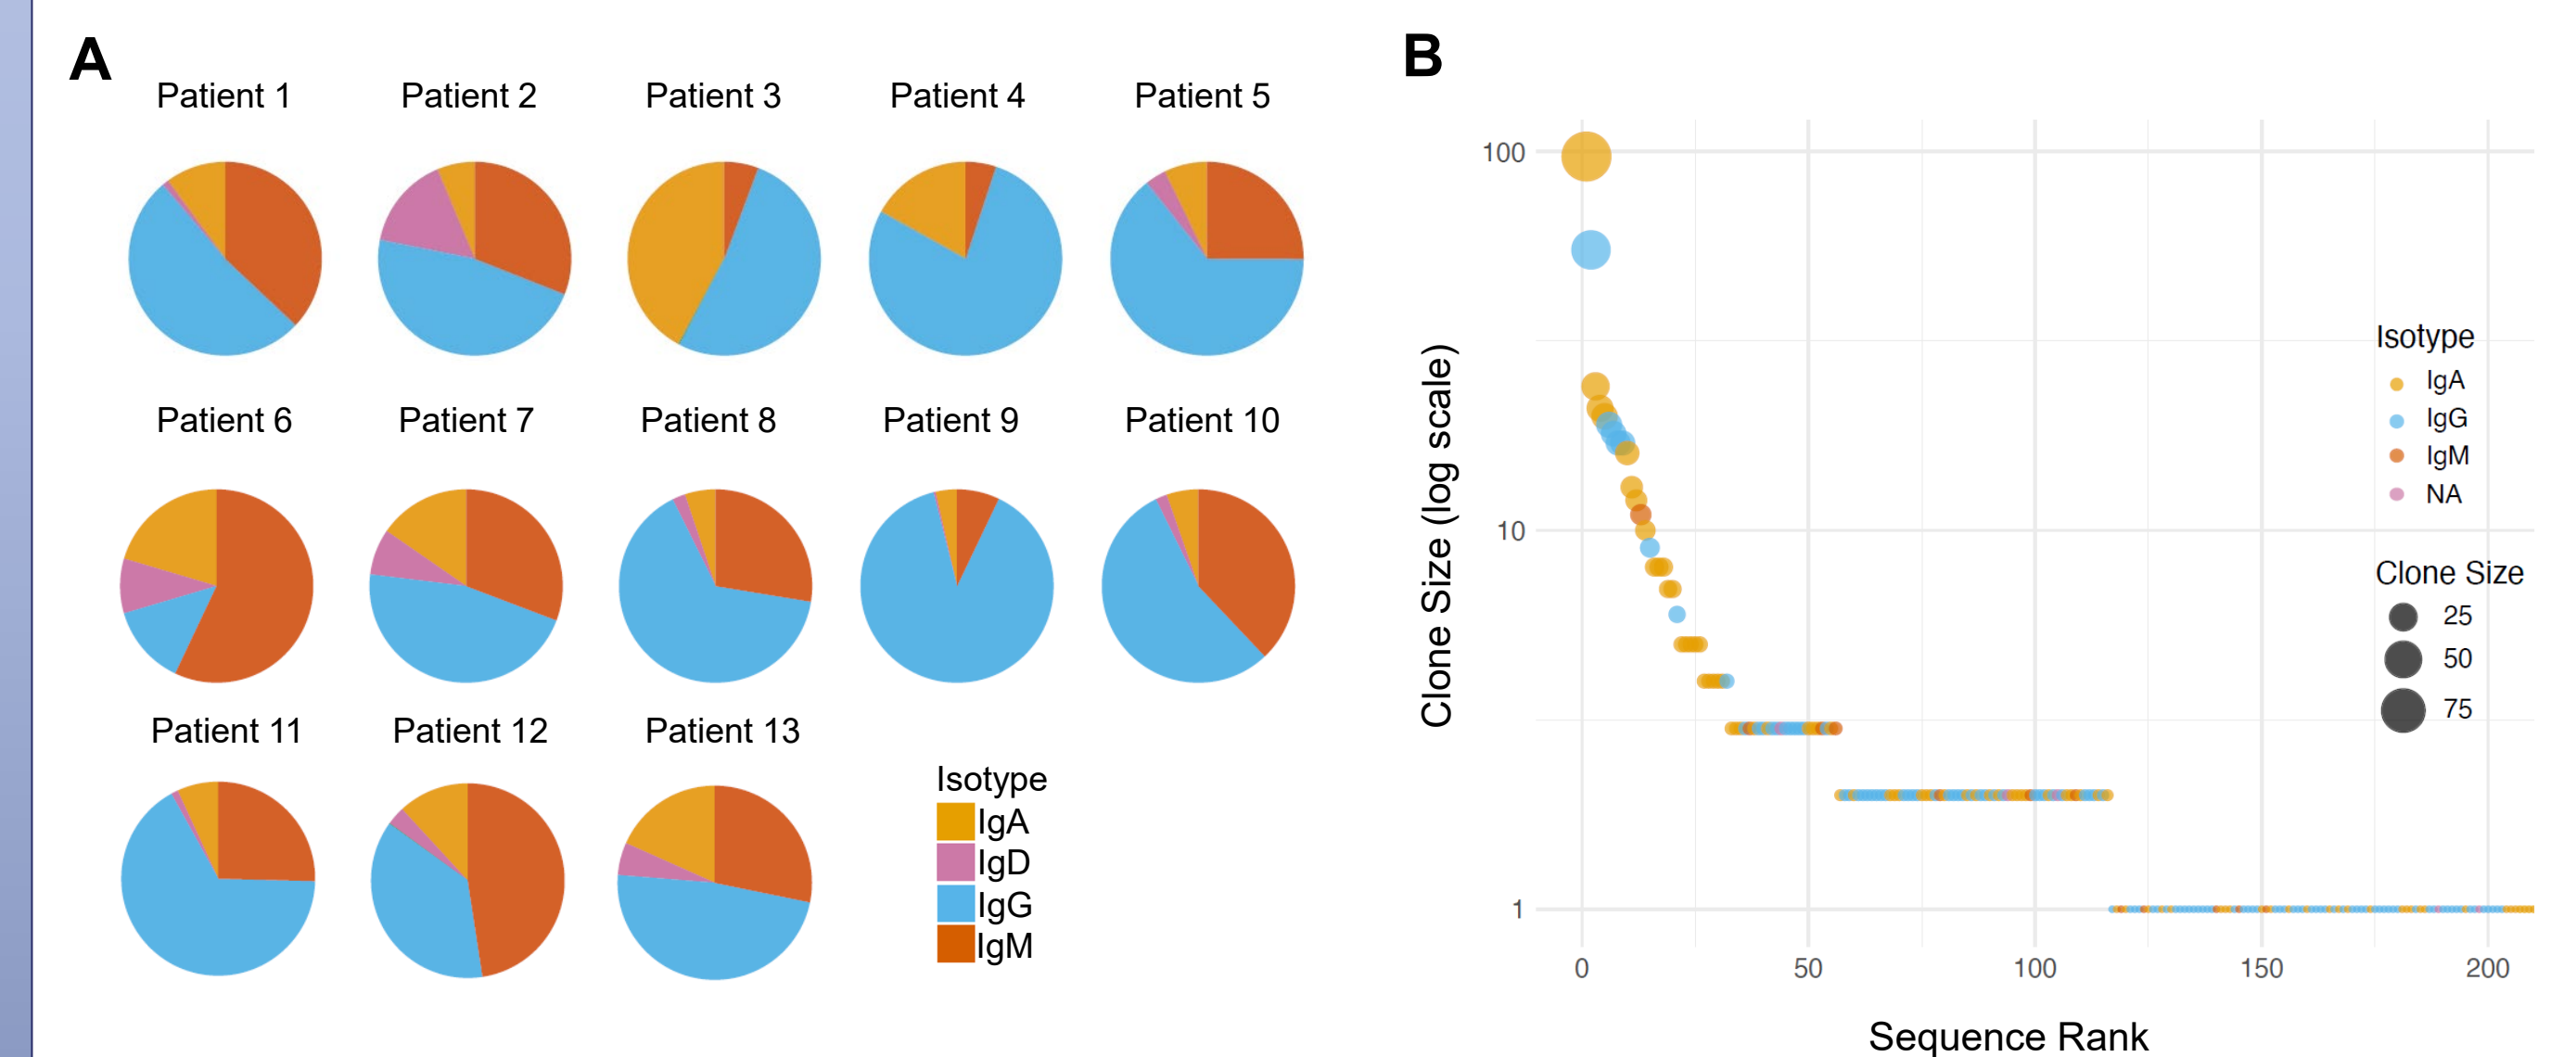 A
Patient 1
Patient 2
Patient 3
Patient 4
Patient 5
Patient 6
Patient 7
Patient 8
Patient 9
Patient 10
Patient 11
Patient 12
Patient 13
Isotype
IgA
IgD
IgG
IgM
B
Clone Size (log scale)
100
10
1
0
50
100
150
200
Sequence Rank
Isotype
IgA
IgG
IgM
NA
Clone Size
25
50
75